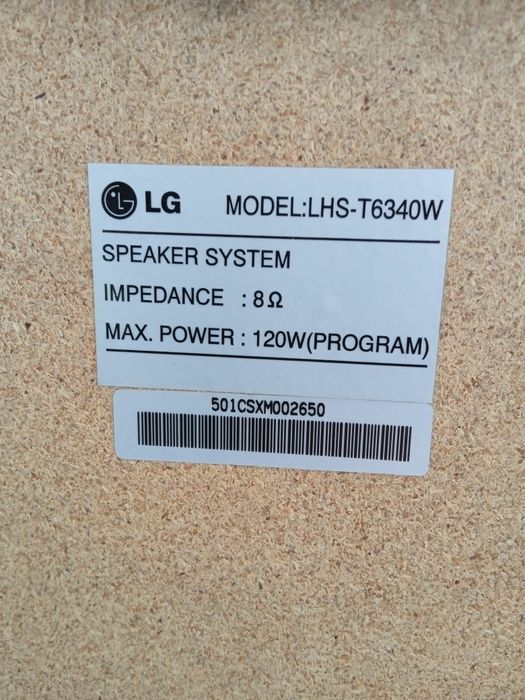 LG MODEL:LHS-T6340W
SPEAKER SYSTEM
IMPEDANCE : 8Ω
MAX. POWER : 120W(PROGRAM)
501CSXM002650